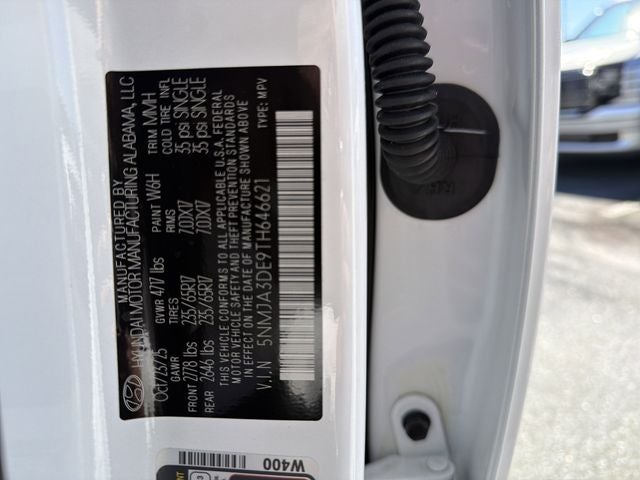 MANUFACTURED BY
HYUNDAI MOTOR MANUFACTURING ALABAMA, LLC
Oct/23/25 GVWR 4717 lbs PAINT W6H TRIM MMH
GAWR TIRES RIMS COLD TIRE INFL
FRONT 2778 lbs 235/65R17 7.0JX17 35 psi SINGLE
REAR 2646 lbs 235/65R17 7.0JX17 35 psi SINGLE
THIS VEHICLE CONFORMS TO ALL APPLICABLE U.S.A. FEDERAL
MOTOR VEHICLE SAFETY AND THEFT PREVENTION STANDARDS
IN EFFECT ON THE DATE OF MANUFACTURE SHOWN ABOVE
V.I.N 5NMJA3DE9TH646621 TYPE: MPV
W400